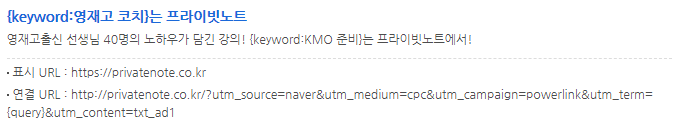 {keyword:영재고 코치}는 프라이빗노트
영재고출신 선생님 40명의 노하우가 담긴 강의! {keyword:KMO 준비}는 프라이빗노트에서!
• 표시 URL : https://privatenote.co.kr
• 연결 URL : http://privatenote.co.kr/?utm_source=naver&utm_medium=cpc&utm_campaign=powerlink&utm_term=
{query}&utm_content=txt_ad1